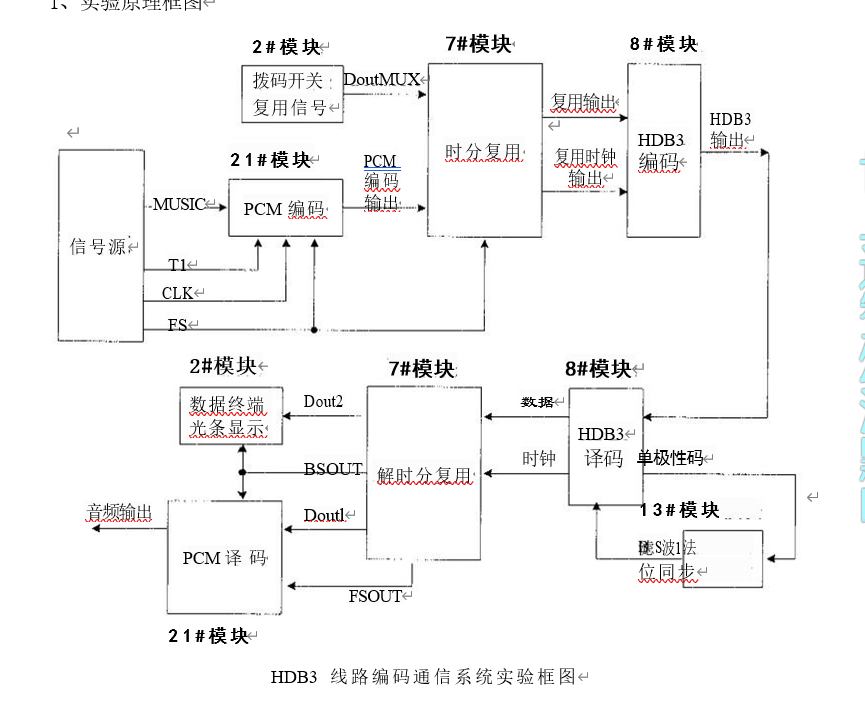 1、实验原理框图
2#模块
7#模块
8#模块
拨码开关
复用信号
DoutMUX
复用输出
HDB3
输出
时分复用
HDB3
编码
21#模块
PCM
编码
输出
复用时钟
输出
MUSIC
PCM 编码
信号源
T1
CLK
FS
2#模块
7#模块
8#模块
数据终端
光条显示
Dout2
数据
HDB3
译码
时钟
单极性码
BSOUT
解时分复用
音频输出
Dout1
13#模块
PCM 译码
位同步
FSOUT
21#模块
HDB3 线路编码通信系统实验框图